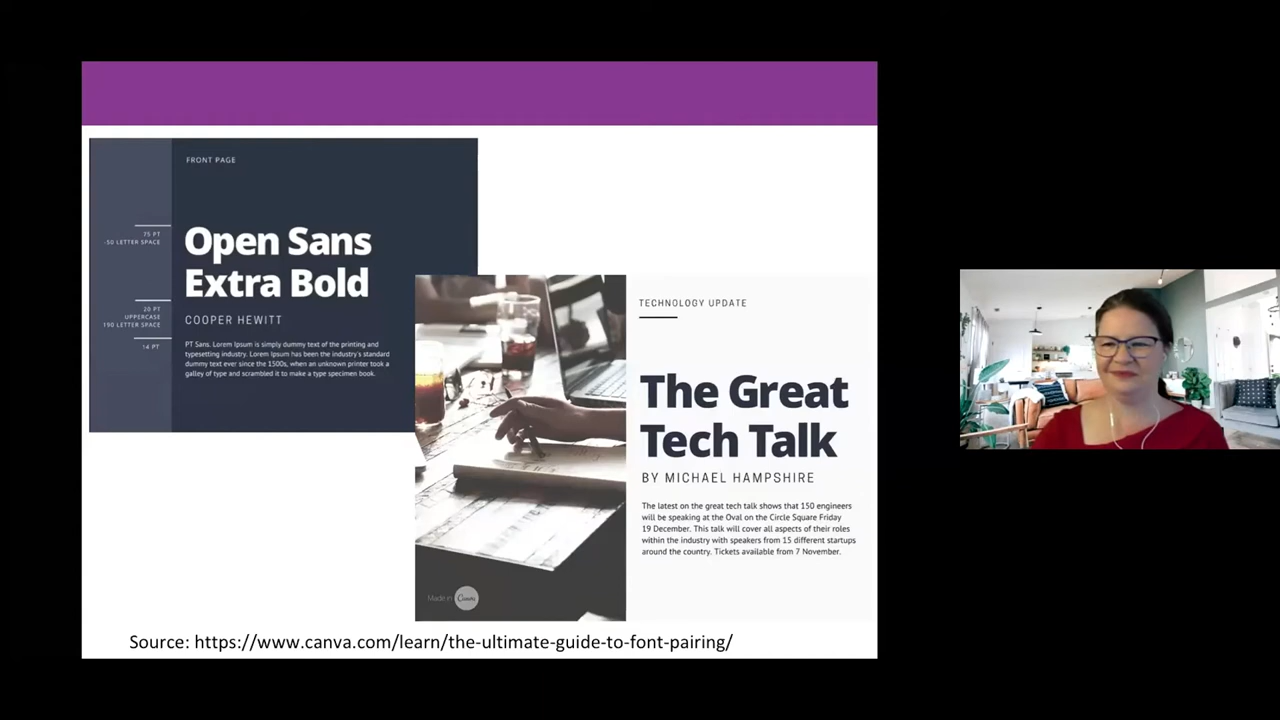 FRONT PAGE
75 PT
-50 LETTER SPACE
Open Sans
Extra Bold
20 PT
UPPERCASE
190 LETTER SPACE
COOPER HEWITT
14 PT
PT Sans. Lorem Ipsum is simply dummy text of the printing and
typesetting industry. Lorem Ipsum has been the industry's standard
dummy text ever since the 1500s, when an unknown printer took a
galley of type and scrambled it to make a type specimen book.
TECHNOLOGY UPDATE
The Great
Tech Talk
BY MICHAEL HAMPSHIRE
The latest on the great tech talk shows that 150 engineers
will be speaking at the Oval on the Circle Square Friday
19 December. This talk will cover all aspects of their roles
within the industry with speakers from 15 different startups
around the country. Tickets available from 7 November.
Made in Canva
Source: https://www.canva.com/learn/the-ultimate-guide-to-font-pairing/